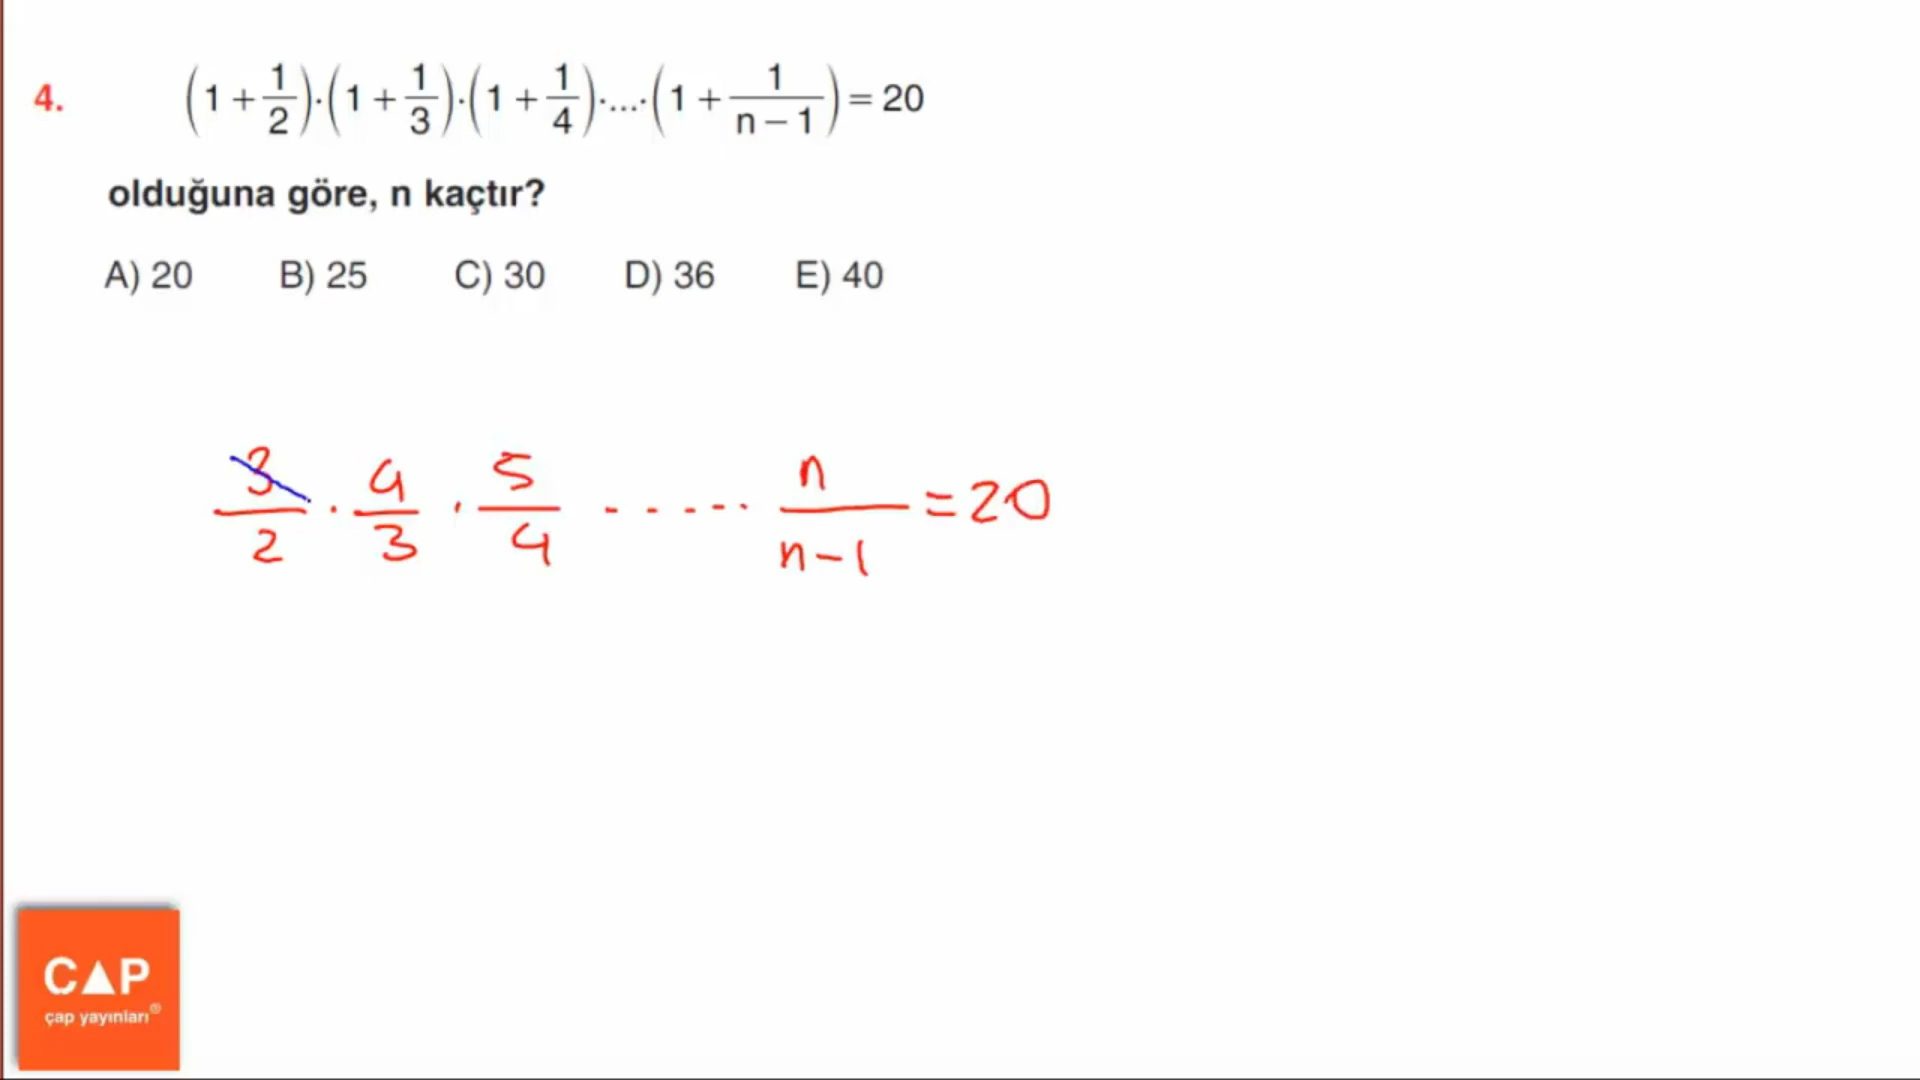 4. (1 + 1/2)·(1 + 1/3)·(1 + 1/4)·...·(1 + 1/(n – 1)) = 20
olduğuna göre, n kaçtır?
A) 20 B) 25 C) 30 D) 36 E) 40
3/2 · 4/3 · 5/4 ...... n/(n-1) = 20
CAP
çap yayınları®